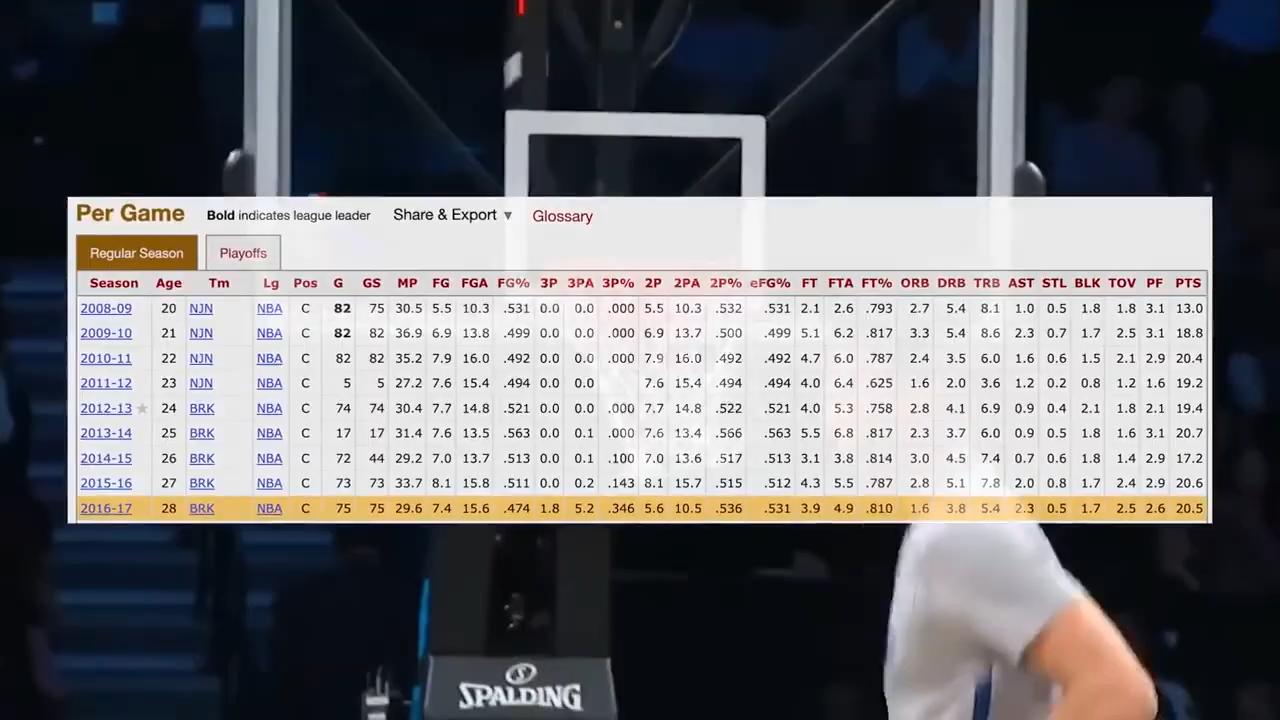 Per Game Bold indicates league leader Share & Export ▼ Glossary
Regular Season Playoffs
Season Age Tm Lg Pos G GS MP FG FGA FG% 3P 3PA 3P% 2P 2PA 2P% eFG% FT FTA FT% ORB DRB TRB AST STL BLK TOV PF PTS
2008-09 20 NJN NBA C 82 75 30.5 5.5 10.3 .531 0.0 0.0 .000 5.5 10.3 .532 .531 2.1 2.6 .793 2.7 5.4 8.1 1.0 0.5 1.8 1.8 3.1 13.0
2009-10 21 NJN NBA C 82 82 36.9 6.9 13.8 .499 0.0 0.0 .000 6.9 13.7 .500 .499 5.1 6.2 .817 3.3 5.4 8.6 2.3 0.7 1.7 2.5 3.1 18.8
2010-11 22 NJN NBA C 82 82 35.2 7.9 16.0 .492 0.0 0.0 .000 7.9 16.0 .492 .492 4.7 6.0 .787 2.4 3.5 6.0 1.6 0.6 1.5 2.1 2.9 20.4
2011-12 23 NJN NBA C 5 5 27.2 7.6 15.4 .494 0.0 0.0 7.6 15.4 .494 .494 4.0 6.4 .625 1.6 2.0 3.6 1.2 0.2 0.8 1.2 1.6 19.2
2012-13 ★ 24 BRK NBA C 74 74 30.4 7.7 14.8 .521 0.0 0.0 .000 7.7 14.8 .522 .521 4.0 5.3 .758 2.8 4.1 6.9 0.9 0.4 2.1 1.8 2.1 19.4
2013-14 25 BRK NBA C 17 17 31.4 7.6 13.5 .563 0.0 0.1 .000 7.6 13.4 .566 .563 5.5 6.8 .817 2.3 3.7 6.0 0.9 0.5 1.8 1.6 3.1 20.7
2014-15 26 BRK NBA C 72 44 29.2 7.0 13.7 .513 0.0 0.1 .100 7.0 13.6 .517 .513 3.1 3.8 .814 3.0 4.5 7.4 0.7 0.6 1.8 1.4 2.9 17.2
2015-16 27 BRK NBA C 73 73 33.7 8.1 15.8 .511 0.0 0.2 .143 8.1 15.7 .515 .512 4.3 5.5 .787 2.8 5.1 7.8 2.0 0.8 1.7 2.4 2.9 20.6
2016-17 28 BRK NBA C 75 75 29.6 7.4 15.6 .474 1.8 5.2 .346 5.6 10.5 .536 .531 3.9 4.9 .810 1.6 3.8 5.4 2.3 0.5 1.7 2.5 2.6 20.5
SPALDING